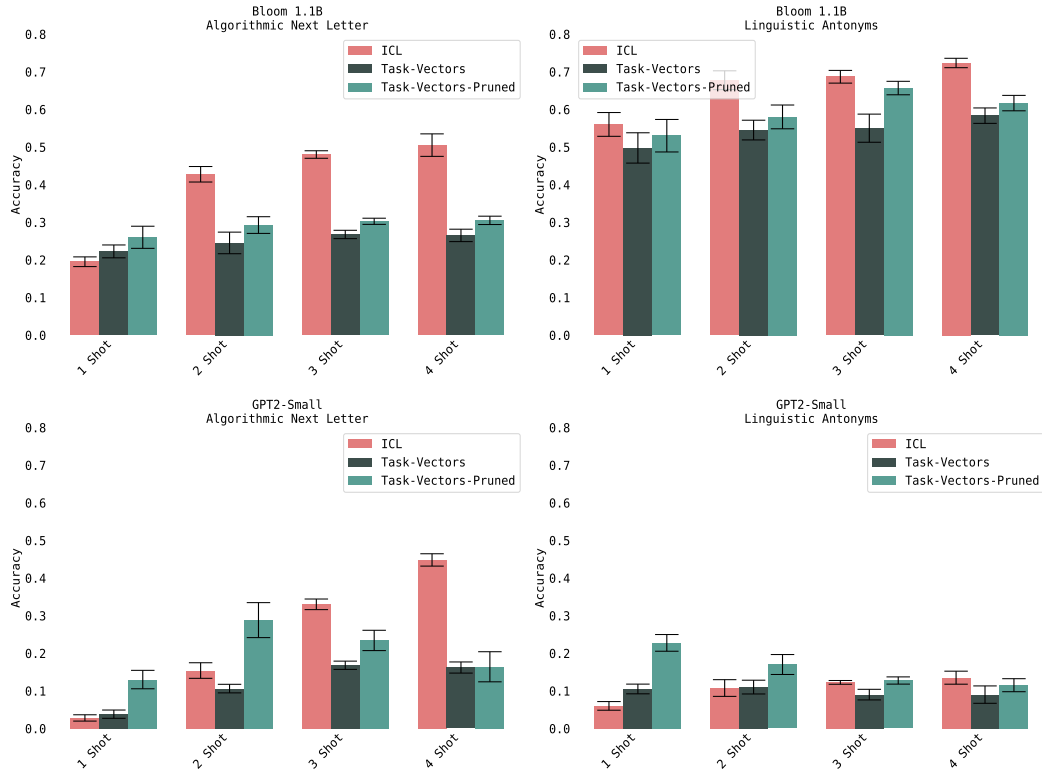 Bloom 1.1B
Algorithmic Next Letter
0.8
0.7
0.6
0.5
0.4
0.3
0.2
0.1
0.0
Accuracy
ICL
Task-Vectors
Task-Vectors-Pruned
1 Shot
2 Shot
3 Shot
4 Shot
Bloom 1.1B
Linguistic Antonyms
0.8
0.7
0.6
0.5
0.4
0.3
0.2
0.1
0.0
Accuracy
ICL
Task-Vectors
Task-Vectors-Pruned
1 Shot
2 Shot
3 Shot
4 Shot
GPT2-Small
Algorithmic Next Letter
0.8
0.7
0.6
0.5
0.4
0.3
0.2
0.1
0.0
Accuracy
ICL
Task-Vectors
Task-Vectors-Pruned
1 Shot
2 Shot
3 Shot
4 Shot
GPT2-Small
Linguistic Antonyms
0.8
0.7
0.6
0.5
0.4
0.3
0.2
0.1
0.0
Accuracy
ICL
Task-Vectors
Task-Vectors-Pruned
1 Shot
2 Shot
3 Shot
4 Shot